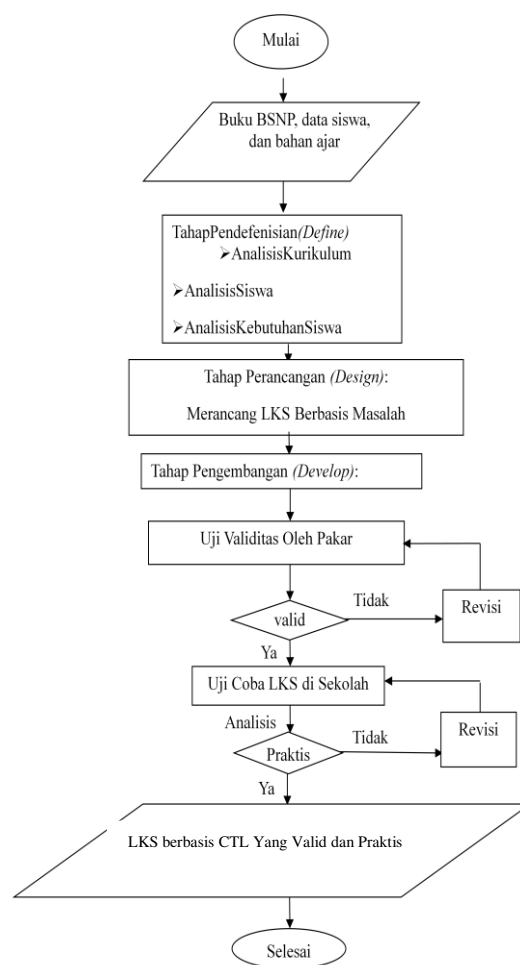 Mulai
Buku BSNP, data siswa,
dan bahan ajar
TahapPendefenisian(Define)
➢AnalisisKurikulum
➢AnalisisSiswa
➢AnalisisKebutuhanSiswa
Tahap Perancangan (Design):
Merancang LKS Berbasis Masalah
Tahap Pengembangan (Develop):
Uji Validitas Oleh Pakar
valid
Tidak
Revisi
Ya
Uji Coba LKS di Sekolah
Analisis
Praktis
Tidak
Revisi
Ya
LKS berbasis CTL Yang Valid dan Praktis
Selesai